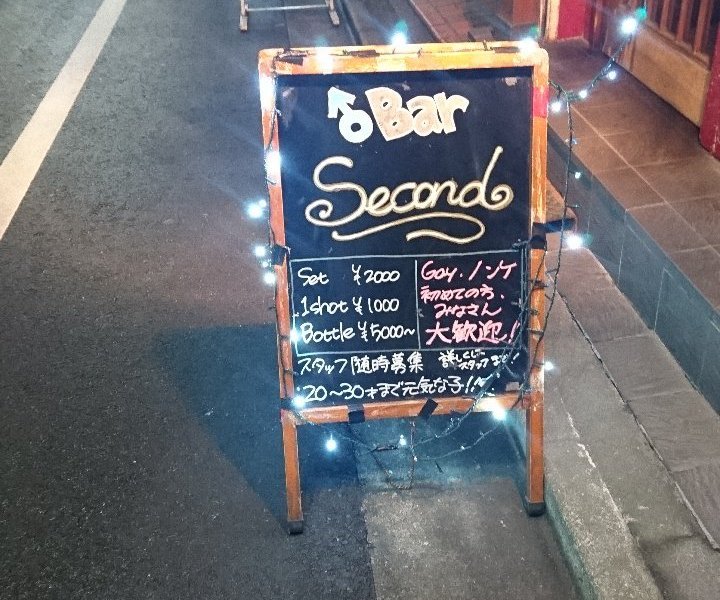 Bar
Second
Set ¥2000
1shot ¥1000
Bottle ¥5000~
Gay・ノンケ
初めての方、
みなさん
大歓迎!
スタッフ随時募集
詳しくは
スタッフまで!
20〜30才まで元気な子!!